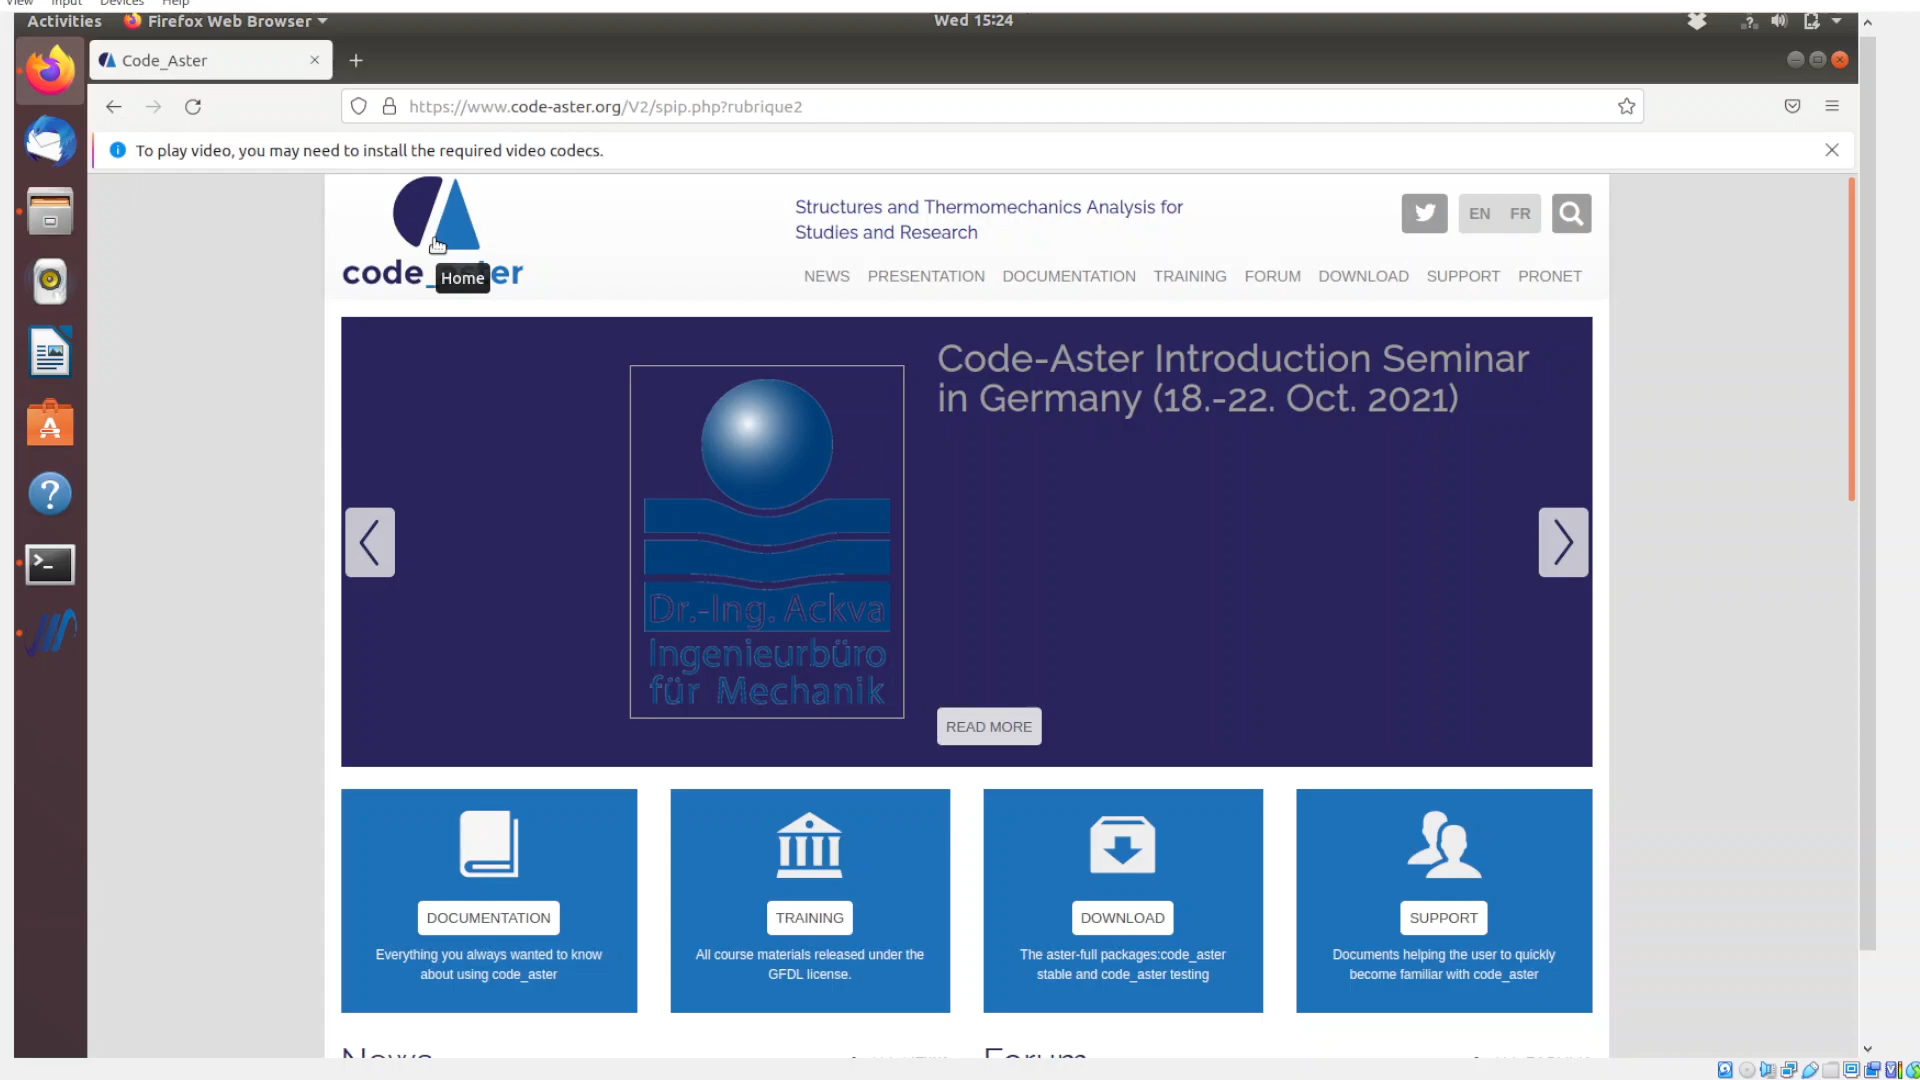 View Input Devices Help
Activities Firefox Web Browser Wed 15:24
Code_Aster
https://www.code-aster.org/V2/spip.php?rubrique2
To play video, you may need to install the required video codecs.
Structures and Thermomechanics Analysis for
Studies and Research
EN FR
code_ ter
Home
NEWS PRESENTATION DOCUMENTATION TRAINING FORUM DOWNLOAD SUPPORT PRONET
Code-Aster Introduction Seminar
in Germany (18.-22. Oct. 2021)
Dr.-Ing. Ackva
Ingenieurbüro
für Mechanik
READ MORE
DOCUMENTATION
Everything you always wanted to know
about using code_aster
TRAINING
All course materials released under the
GFDL license.
DOWNLOAD
The aster-full packages:code_aster
stable and code_aster testing
SUPPORT
Documents helping the user to quickly
become familiar with code_aster
News
Forum